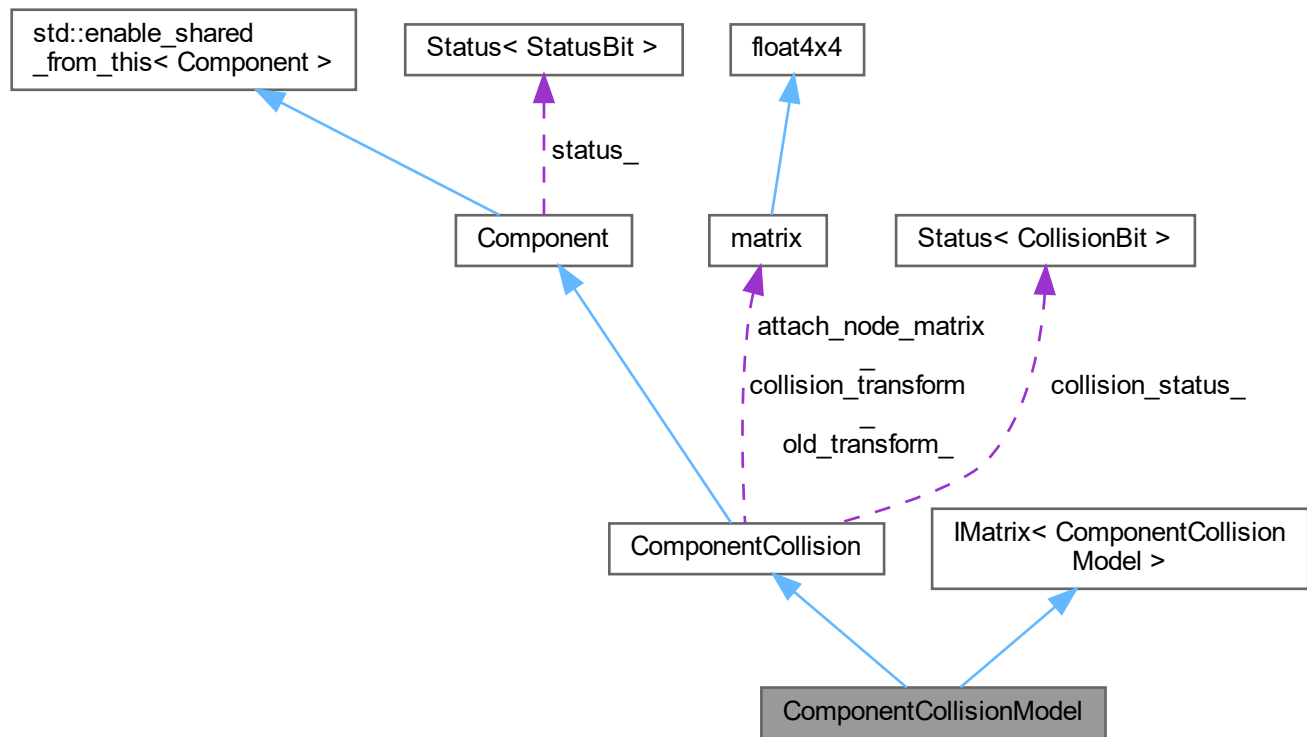 std::enable_shared
_from_this< Component >
Status< StatusBit >
float4x4
status_
Component
matrix
Status< CollisionBit >
attach_node_matrix
_
collision_transform
_
old_transform_
collision_status_
ComponentCollision
IMatrix< ComponentCollision
Model >
ComponentCollisionModel